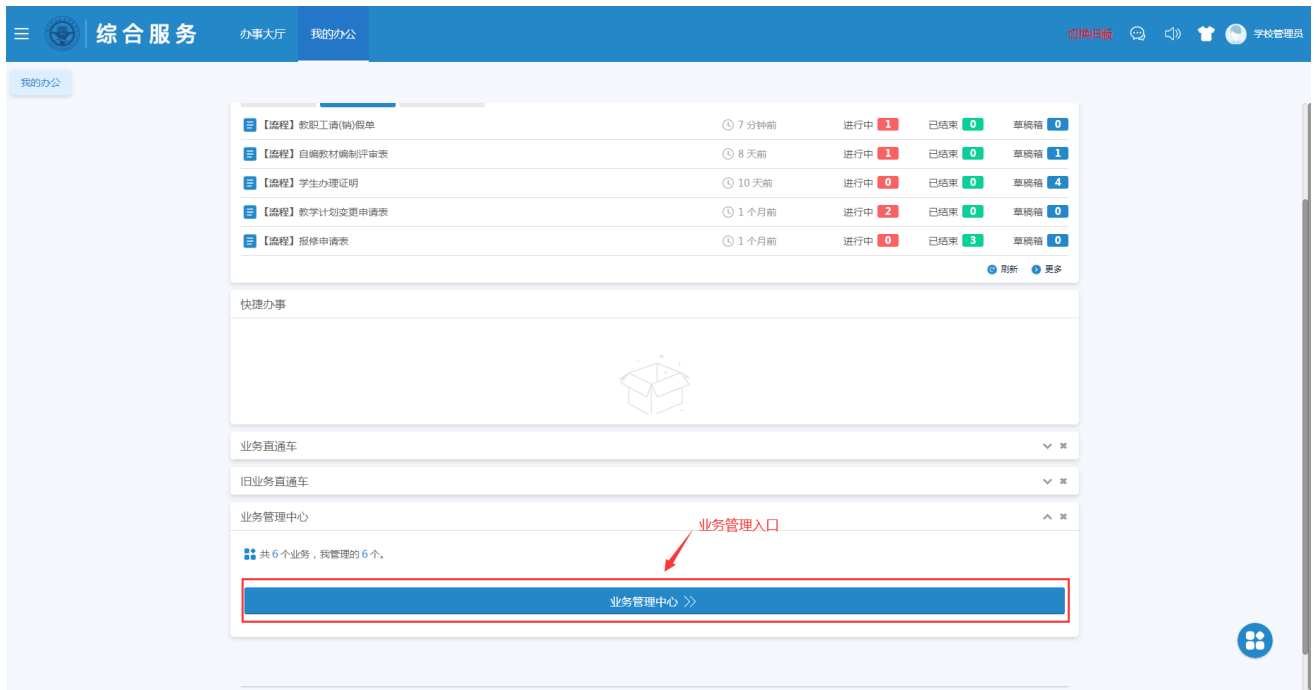 综合服务 办事大厅 我的办公 切换旧版 学校管理员
我的办公
【流程】教职工请(销)假单 7 分钟前 进行中 1 已结束 0 草稿箱 0
【流程】自编教材编制评审表 8 天前 进行中 1 已结束 0 草稿箱 1
【流程】学生办理证明 10 天前 进行中 0 已结束 0 草稿箱 4
【流程】教学计划变更申请表 1 个月前 进行中 2 已结束 0 草稿箱 0
【流程】报修申请表 1 个月前 进行中 0 已结束 3 草稿箱 0
刷新 更多
快捷办事
业务直通车
旧业务直通车
业务管理中心
业务管理入口
共 6 个业务，我管理的 6 个。
业务管理中心